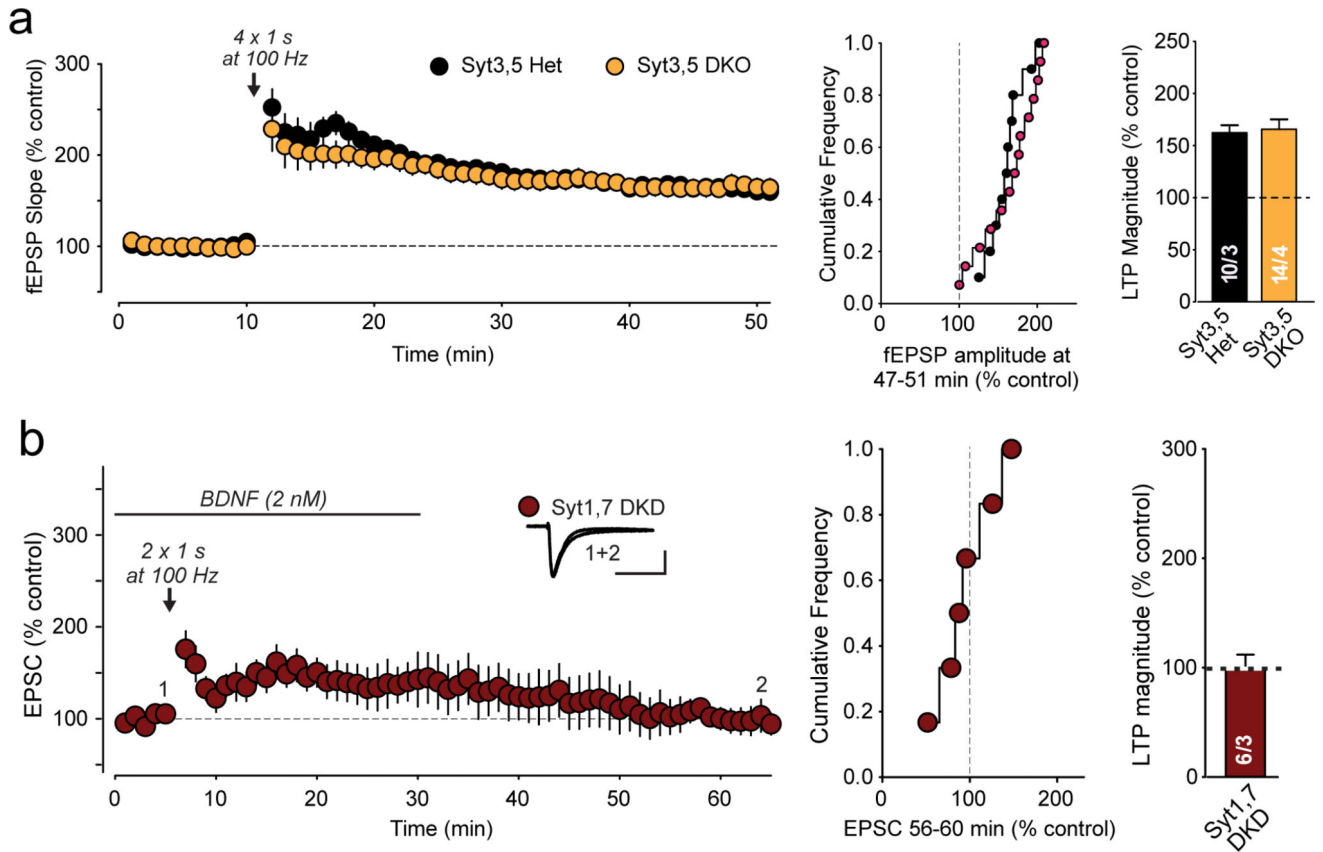 a
4 x 1 s
at 100 Hz
Syt3,5 Het
Syt3,5 DKO
fEPSP Slope (% control)
300
200
100
0
10
20
30
40
50
Time (min)
Cumulative Frequency
1.0
0.8
0.6
0.4
0.2
0.0
0
100
200
fEPSP amplitude at
47-51 min (% control)
LTP Magnitude (% control)
250
200
150
100
50
0
10/3
14/4
Syt3,5
Het
Syt3,5
DKO
b
BDNF (2 nM)
2 x 1 s
at 100 Hz
Syt1,7 DKD
1+2
1
2
EPSC (% control)
300
200
100
0
10
20
30
40
50
60
Time (min)
Cumulative Frequency
1.0
0.8
0.6
0.4
0.2
0.0
0
100
200
EPSC 56-60 min (% control)
LTP magnitude (% control)
300
200
100
0
6/3
Syt1,7
DKD